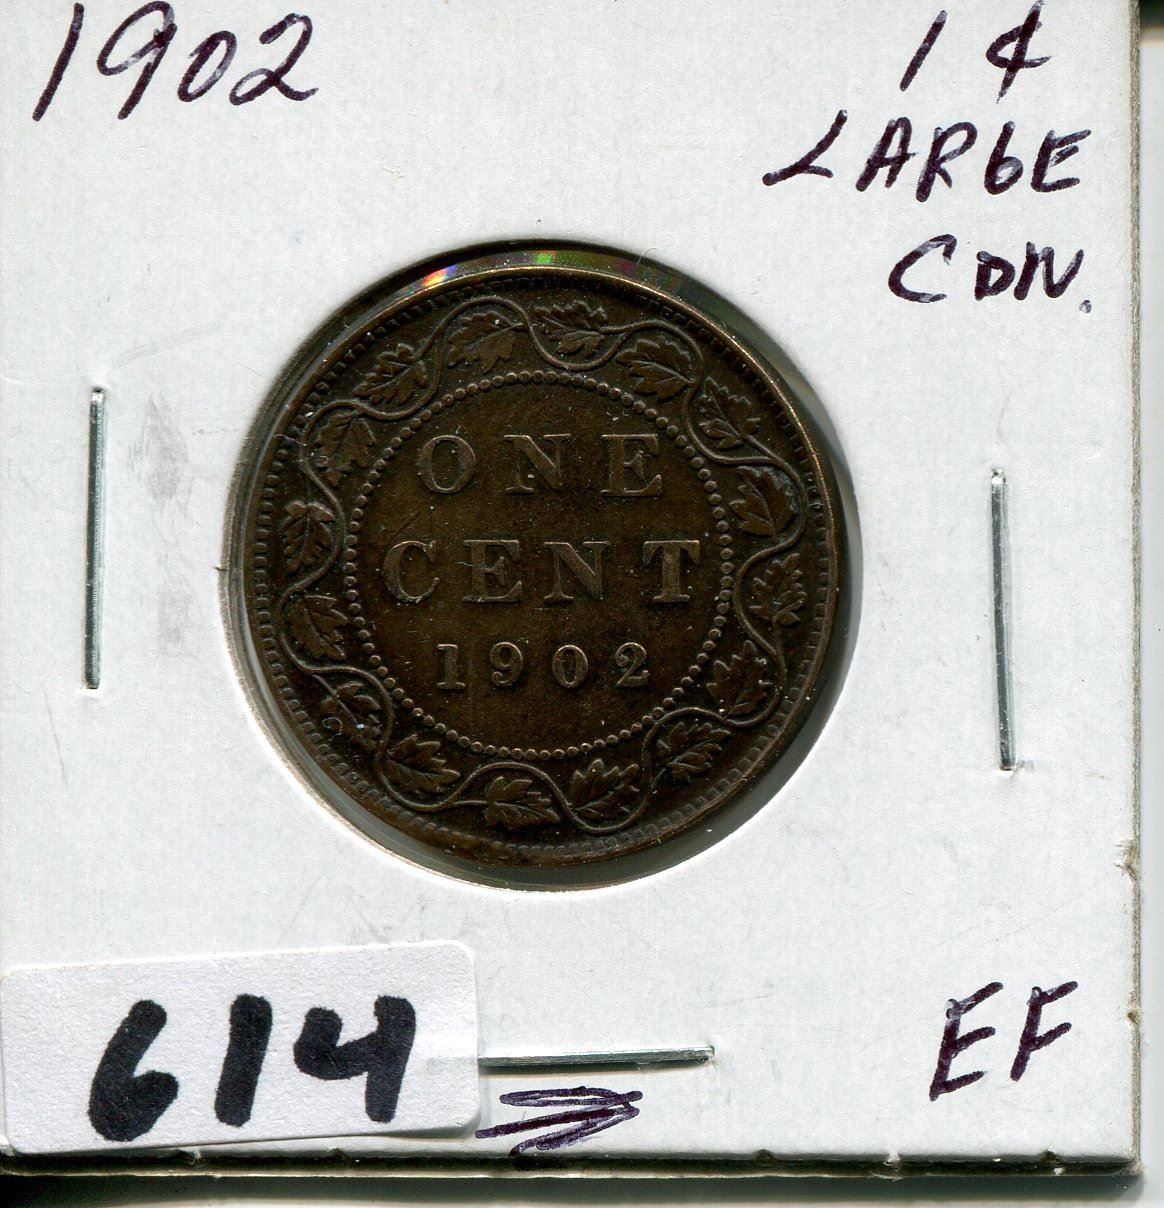 1902
1¢
LARGE
CDN.
ONE
CENT
1902
614
EF